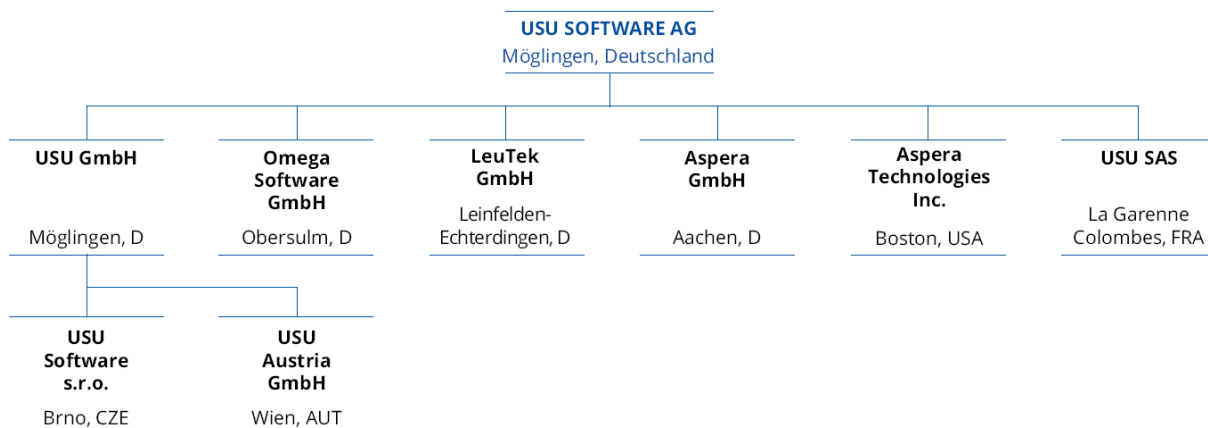 USU SOFTWARE AG
Möglingen, Deutschland
USU GmbH
Möglingen, D
Omega
Software
GmbH
Obersulm, D
LeuTek
GmbH
Leinfelden-
Echterdingen, D
Aspera
GmbH
Aachen, D
Aspera
Technologies
Inc.
Boston, USA
USU SAS
La Garenne
Colombes, FRA
USU
Software
s.r.o.
Brno, CZE
USU
Austria
GmbH
Wien, AUT